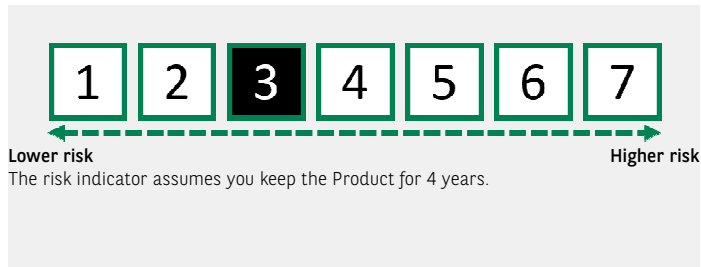 1 2 3 4 5 6 7
Lower risk Higher risk
The risk indicator assumes you keep the Product for 4 years.